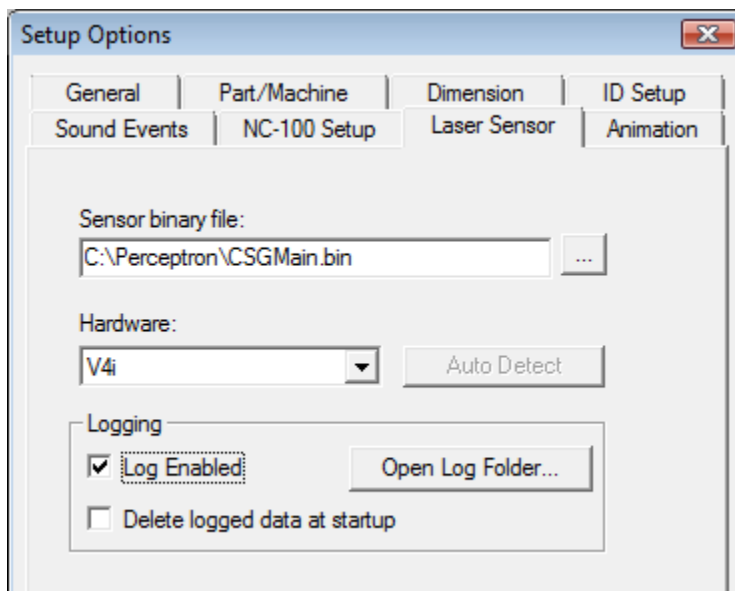 Setup Options
General Part/Machine Dimension ID Setup
Sound Events NC-100 Setup Laser Sensor Animation
Sensor binary file:
C:\Perceptron\CSGMain.bin ...
Hardware:
V4i Auto Detect
Logging
Log Enabled Open Log Folder...
Delete logged data at startup